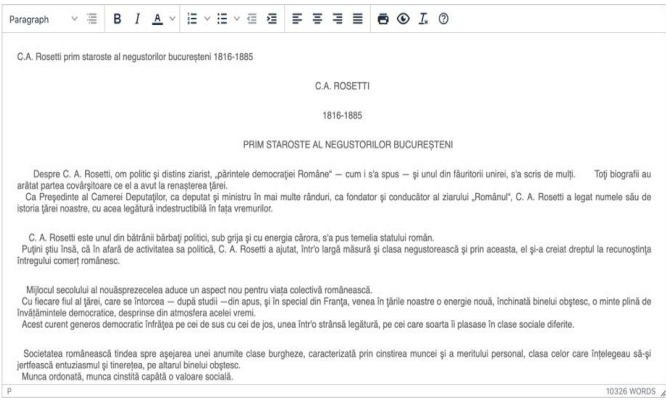 Paragraph
B I A
C.A. Rosetti prim staroste al negustorilor bucureșteni 1816-1885
C.A. ROSETTI
1816-1885
PRIM STAROSTE AL NEGUSTORILOR BUCUREȘTENI
Despre C. A. Rosetti, om politic şi distins ziarist, „părintele democraţiei Române“ — cum i s'a spus — şi unul din făuritorii unirei, s'a scris de mulţi. Toţi biografii au
arătat partea covârşitoare ce el a avut la renaşterea ţărei.
Ca Preşedinte al Camerei Deputaţilor, ca deputat şi ministru în mai multe rânduri, ca fondator şi conducător al ziarului „Românul“, C. A. Rosetti a legat numele său de
istoria ţărei noastre, cu acea legătură indestructibilă în faţa vremurilor.
C. A. Rosetti este unul din bătrânii bărbaţi politici, sub grija şi cu energia cărora, s'a pus temelia statului român.
Puţini ştiu însă, că în afară de activitatea sa politică, C. A. Rosetti a ajutat, într'o largă măsură şi clasa negustorească şi prin aceasta, el şi-a creiat dreptul la recunoştinţa
întregului comerţ românesc.
Mijlocul secolului al nouăsprezecelea aduce un aspect nou pentru viaţa colectivă românească.
Cu fiecare fiul al ţărei, care se întorcea — după studii —din apus, şi în special din Franţa, venea în ţările noastre o energie nouă, închinată binelui obştesc, o minte plină de
învăţămintele democratice, desprinse din atmosfera acelei vremi.
Acest curent generos democratic înfrăţea pe cei de sus cu cei de jos, unea într'o strânsă legătură, pe cei care soarta îi plasase în clase sociale diferite.
Societatea românească tindea spre aşejarea unei anumite clase burgheze, caracterizată prin cinstirea muncei şi a meritului personal, clasa celor care înţelegeau să-şi
jertfească entuziasmul şi tinereţea, pe altarul binelui obştesc.
Munca ordonată, munca cinstită capătă o valoare socială.
P
10326 WORDS